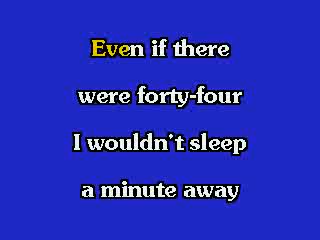 Even if there
were forty-four
I wouldn't sleep
a minute away